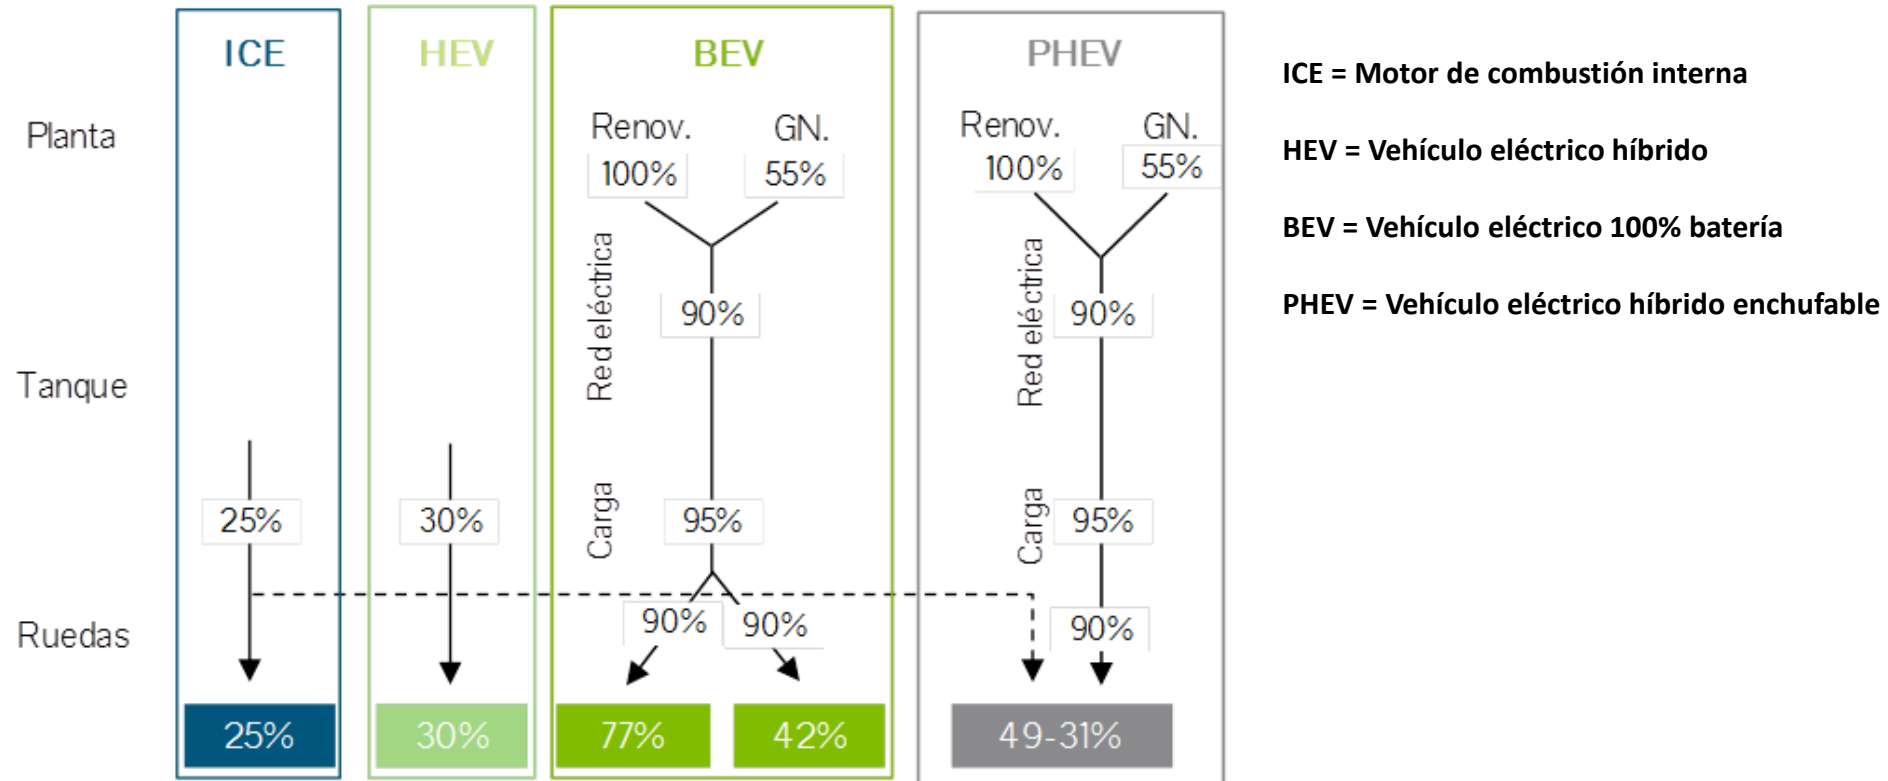 ICE
HEV
BEV
PHEV
ICE = Motor de combustión interna
HEV = Vehículo eléctrico híbrido
BEV = Vehículo eléctrico 100% batería
PHEV = Vehículo eléctrico híbrido enchufable
Planta
Renov. GN.
100% 55%
Renov. GN.
100% 55%
Red eléctrica
90%
Red eléctrica
90%
Tanque
25%
30%
Carga
95%
Carga
95%
Ruedas
90% 90%
90%
25%
30%
77%
42%
49-31%